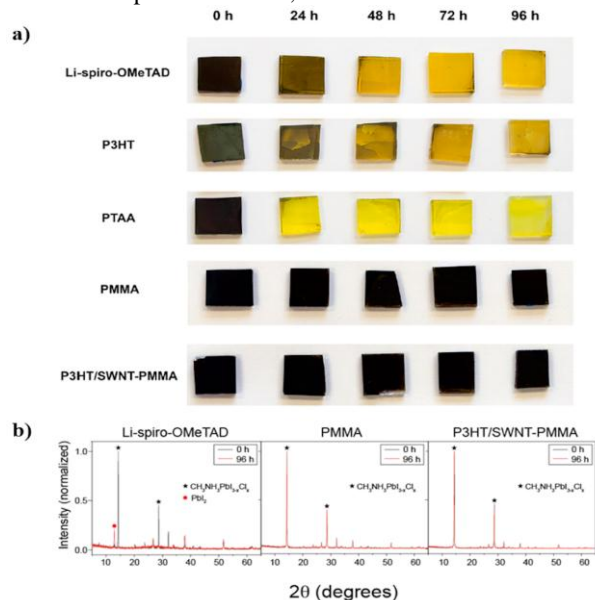 0 h 24 h 48 h 72 h 96 h
a)
Li-spiro-OMeTAD
P3HT
PTAA
PMMA
P3HT/SWNT-PMMA
b)
Li-spiro-OMeTAD PMMA P3HT/SWNT-PMMA
Intensity (normalized)
1.0
0.5
0.0
0 h
96 h
★ CH₃NH₃PbI₃₋ₓClₓ
● PbI₂
10 20 30 40 50 60
0 h
96 h
★ CH₃NH₃PbI₃₋ₓClₓ
10 20 30 40 50 60
0 h
96 h
★ CH₃NH₃PbI₃₋ₓClₓ
10 20 30 40 50 60
2θ (degrees)